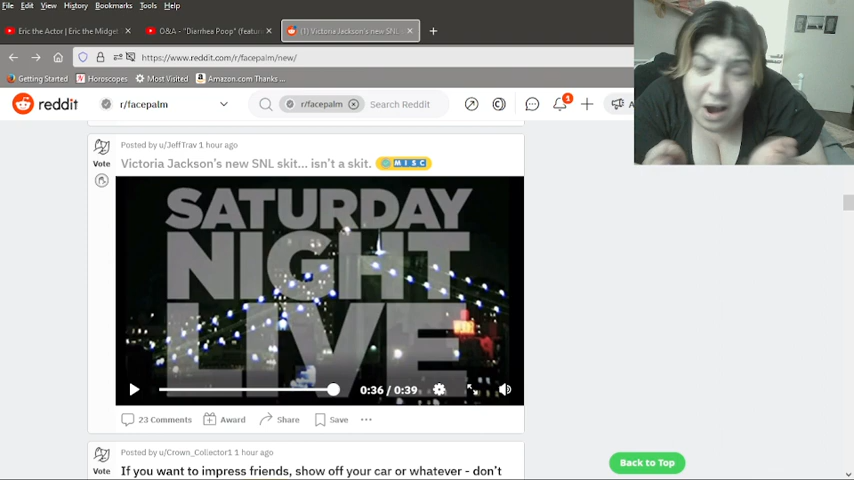 File Edit View History Bookmarks Tools Help
Eric the Actor | Eric the Midget × O&A - "Diarrhea Poop" (featur × (1) Victoria Jackson's new SNL ×
https://www.reddit.com/r/facepalm/new/
Getting Started Horoscopes Most Visited Amazon.com Thanks ...
reddit r/facepalm r/facepalm Search Reddit 1
Posted by u/JeffTrav 1 hour ago
Vote Victoria Jackson's new SNL skit... isn't a skit. MISC
SATURDAY
NIGHT
LIVE
0:36 / 0:39
23 Comments Award Share Save ...
Posted by u/Crown_Collector1 1 hour ago
Vote If you want to impress friends, show off your car or whatever - don't
Back to Top